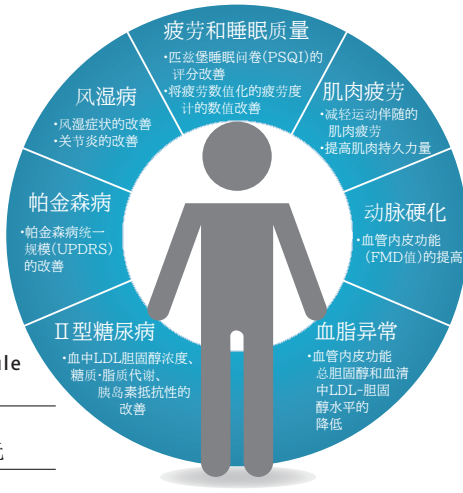 疲劳和睡眠质量
·匹兹堡睡眠问卷(PSQI)的
评分改善
·将疲劳数值化的疲劳度
计的数值改善
肌肉疲劳
·减轻运动伴随的
肌肉疲劳
·提高肌肉持久力量
动脉硬化
·血管内皮功能
(FMD值)的提高
血脂异常
·血管内皮功能
总胆固醇和血清
中LDL-胆固
醇水平的
降低
II型糖尿病
·血中LDL胆固醇浓度、
糖质·脂质代谢、
胰岛素抵抗性的
改善
帕金森病
·帕金森病统一
规模(UPDRS)
的改善
风湿病
·风湿症状的改善
·关节炎的改善